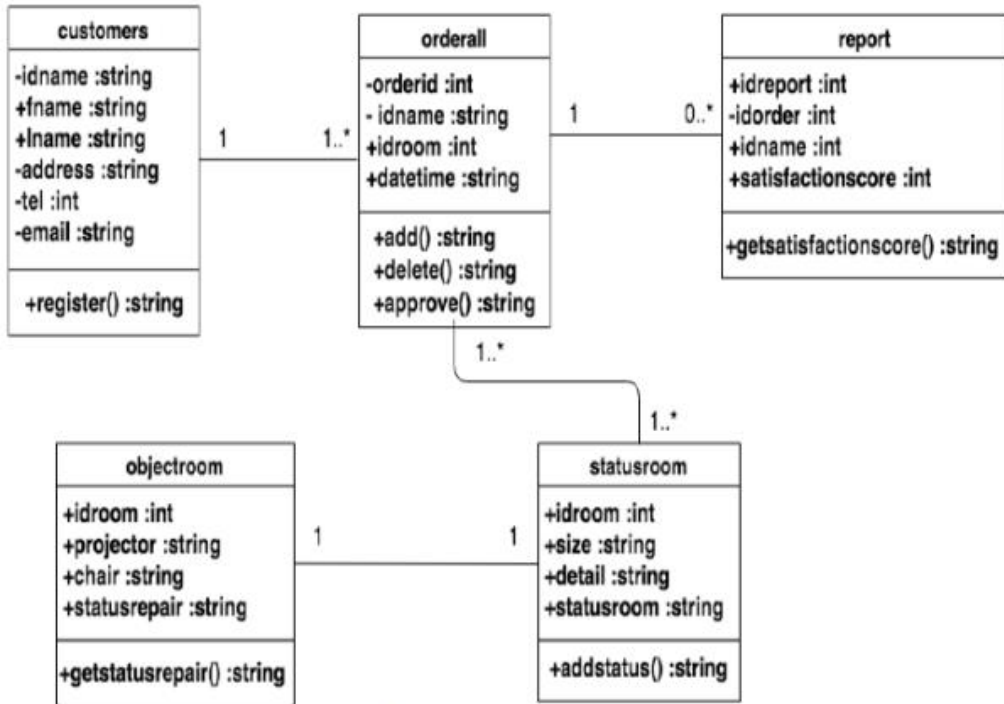 customers
-idname :string
+fname :string
+lname :string
-address :string
-tel :int
-email :string
+register() :string
1
1..*
orderall
-orderid :int
- idname :string
+idroom :int
+datetime :string
+add() :string
+delete() :string
+approve() :string
1
0..*
report
+idreport :int
-idorder :int
+idname :int
+satisfactionscore :int
+getsatisfactionscore() :string
1..*
1..*
objectroom
+idroom :int
+projector :string
+chair :string
+statusrepair :string
+getstatusrepair() :string
1
1
statusroom
+idroom :int
+size :string
+detail :string
+statusroom :string
+addstatus() :string